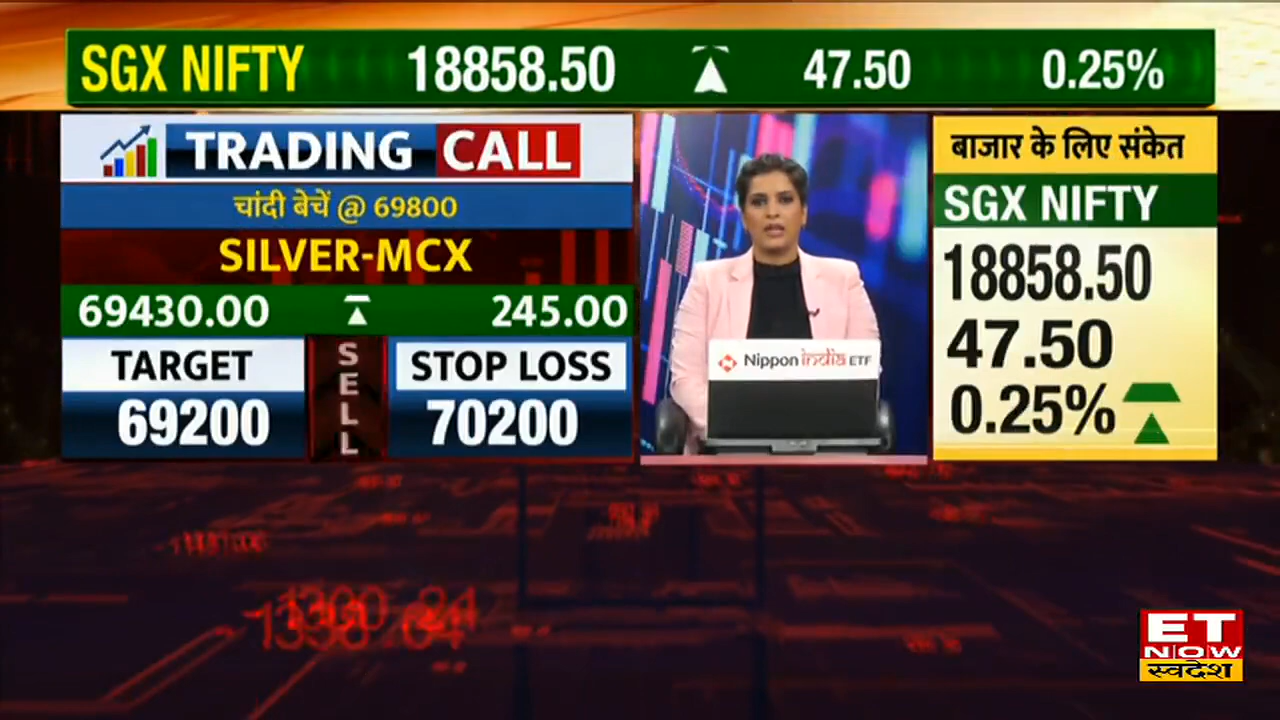 SGX NIFTY 18858.50 47.50 0.25%
TRADING CALL
चांदी बेचें @ 69800
SILVER-MCX
69430.00 245.00
TARGET
69200
SELL
STOP LOSS
70200
Nippon india ETF
बाजार के लिए संकेत
SGX NIFTY
18858.50
47.50
0.25%
ET
NOW
स्वदेश